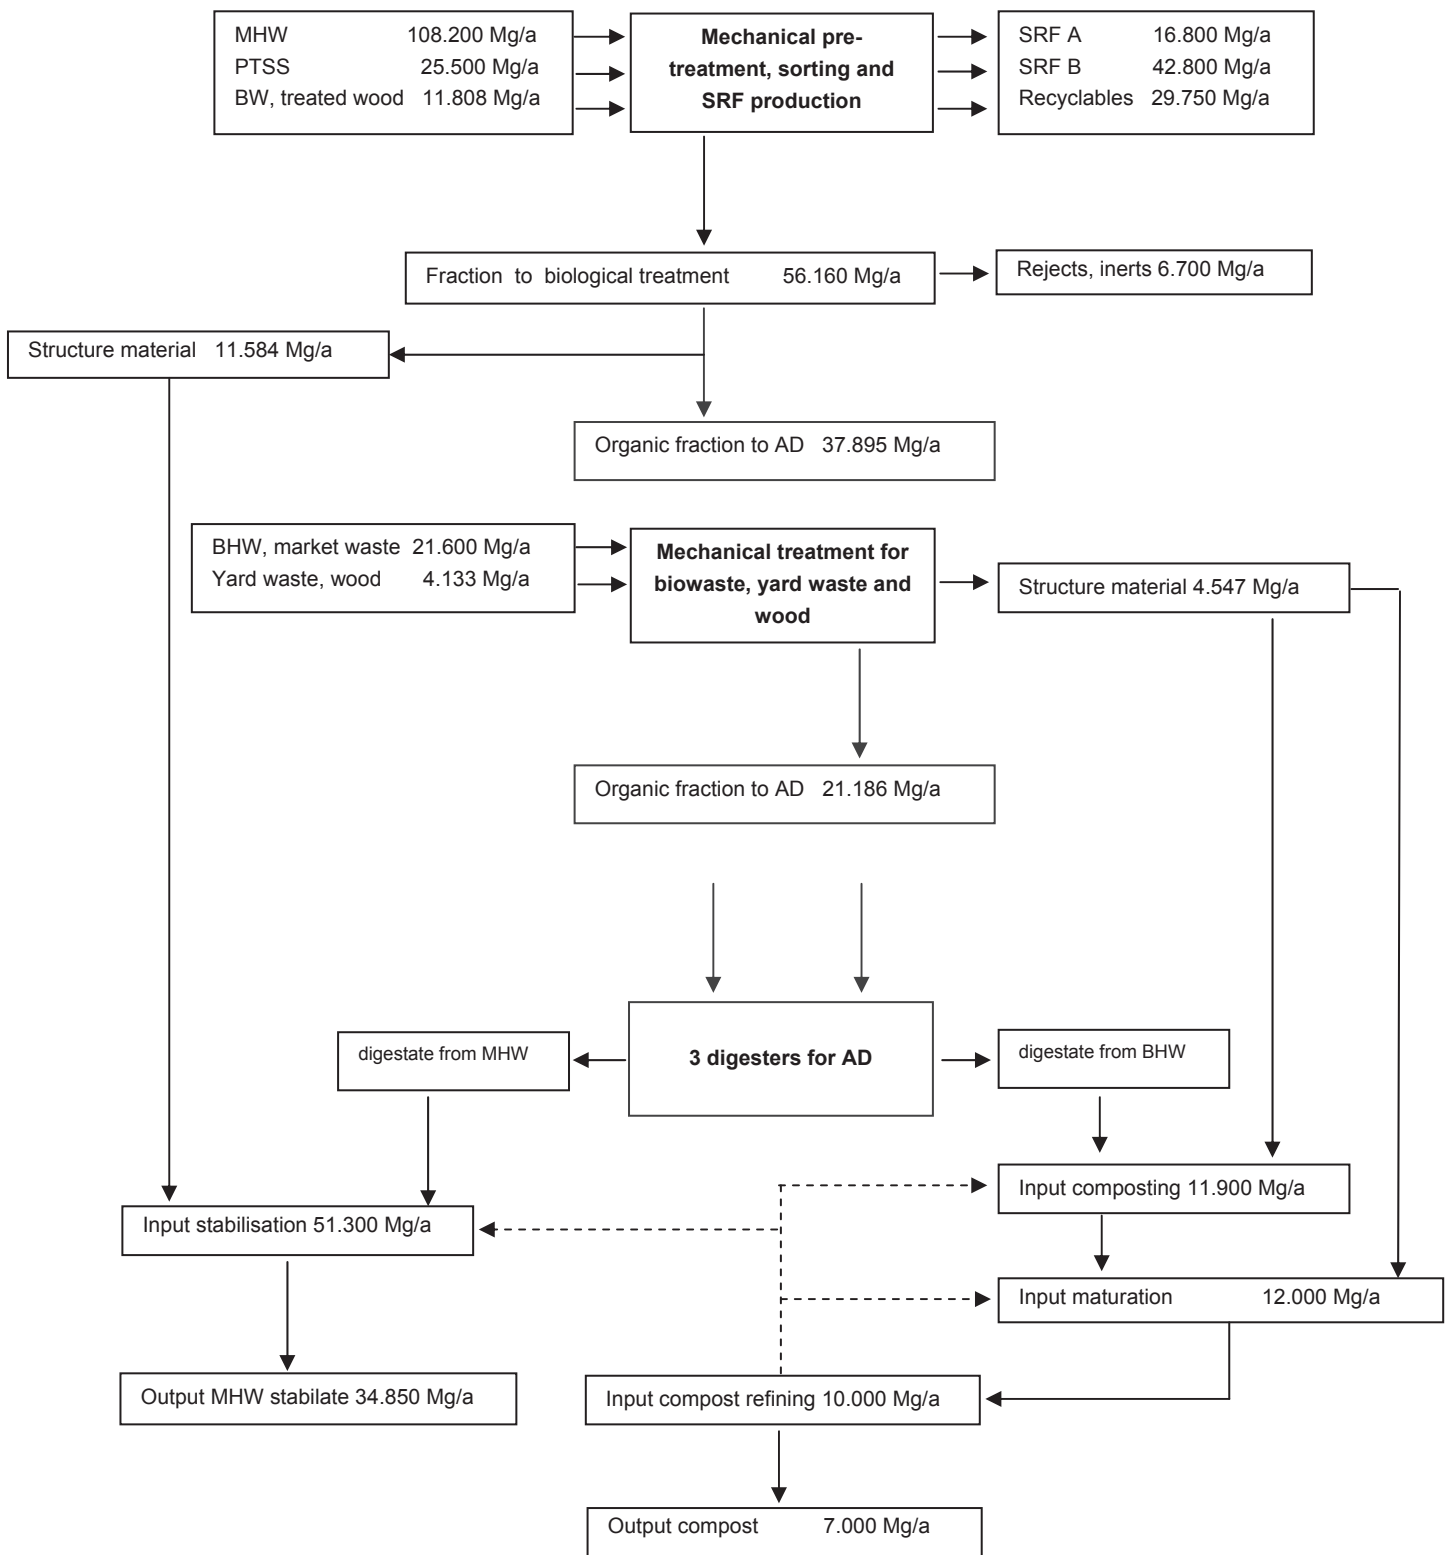 MHW 108.200 Mg/a
PTSS 25.500 Mg/a
BW, treated wood 11.808 Mg/a
Mechanical pre-
treatment, sorting and
SRF production
SRF A 16.800 Mg/a
SRF B 42.800 Mg/a
Recyclables 29.750 Mg/a
Fraction to biological treatment 56.160 Mg/a
Rejects, inerts 6.700 Mg/a
Structure material 11.584 Mg/a
Organic fraction to AD 37.895 Mg/a
BHW, market waste 21.600 Mg/a
Yard waste, wood 4.133 Mg/a
Mechanical treatment for
biowaste, yard waste and
wood
Structure material 4.547 Mg/a
Organic fraction to AD 21.186 Mg/a
digestate from MHW
3 digesters for AD
digestate from BHW
Input composting 11.900 Mg/a
Input stabilisation 51.300 Mg/a
Input maturation 12.000 Mg/a
Output MHW stabilate 34.850 Mg/a
Input compost refining 10.000 Mg/a
Output compost 7.000 Mg/a